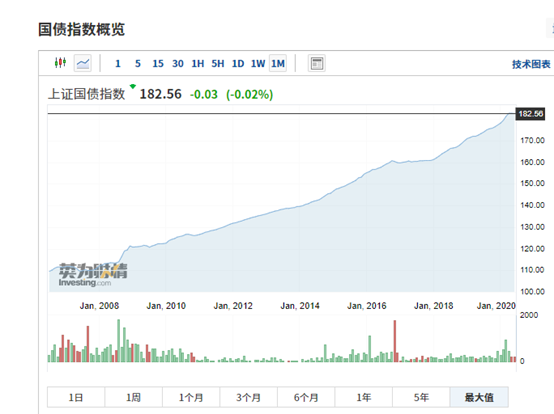 国债指数概览
1 5 15 30 1H 5H 1D 1W 1M 技术图表
上证国债指数 182.56 -0.03 (-0.02%)
182.56
170.00
160.00
150.00
140.00
130.00
120.00
110.00
100.00
英为财情
Investing.com
Jan, 2008 Jan, 2010 Jan, 2012 Jan, 2014 Jan, 2016 Jan, 2018 Jan, 2020
2000
0
1日 1周 1个月 3个月 6个月 1年 5年 最大值